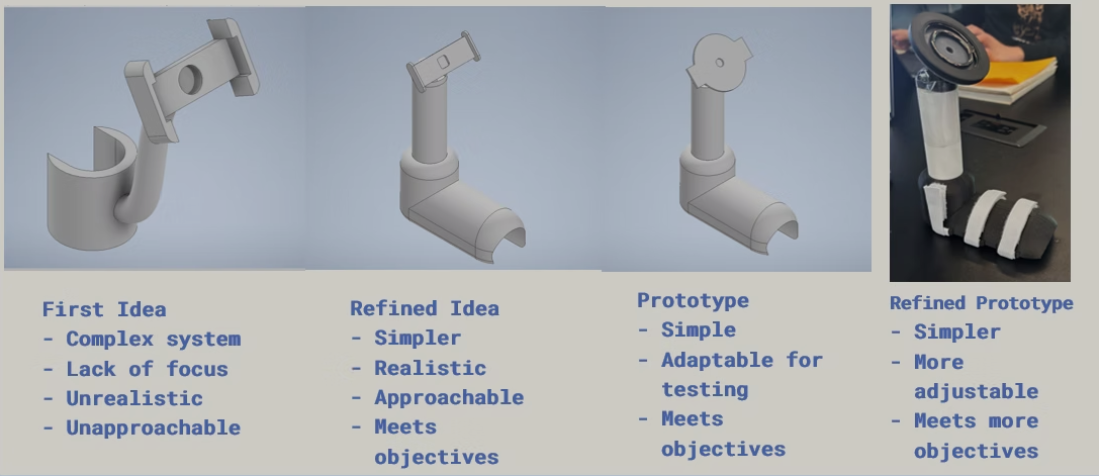 First Idea
- Complex system
- Lack of focus
- Unrealistic
- Unapproachable
Refined Idea
- Simpler
- Realistic
- Approachable
- Meets
objectives
Prototype
- Simple
- Adaptable for
testing
- Meets
objectives
Refined Prototype
- Simpler
- More
adjustable
- Meets more
objectives